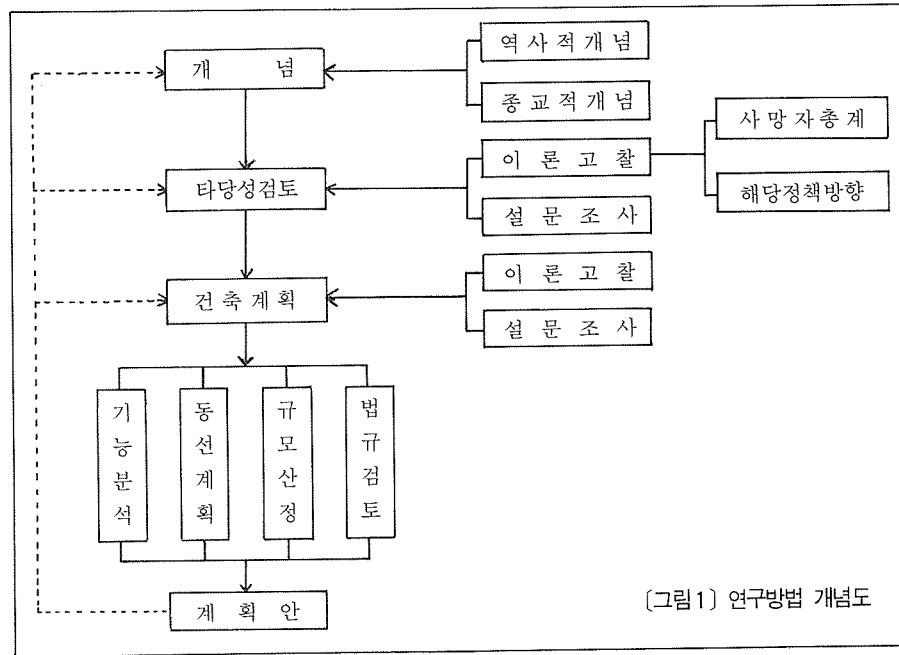 역사적개념
개 념
종교적개념
사망자총계
이 론 고 찰
타당성검토
해당정책방향
설 문 조 사
이 론 고 찰
건축계획
설 문 조 사
기능분석
동선계획
규모산정
법규검토
계 획 안
〔그림1〕 연구방법 개념도